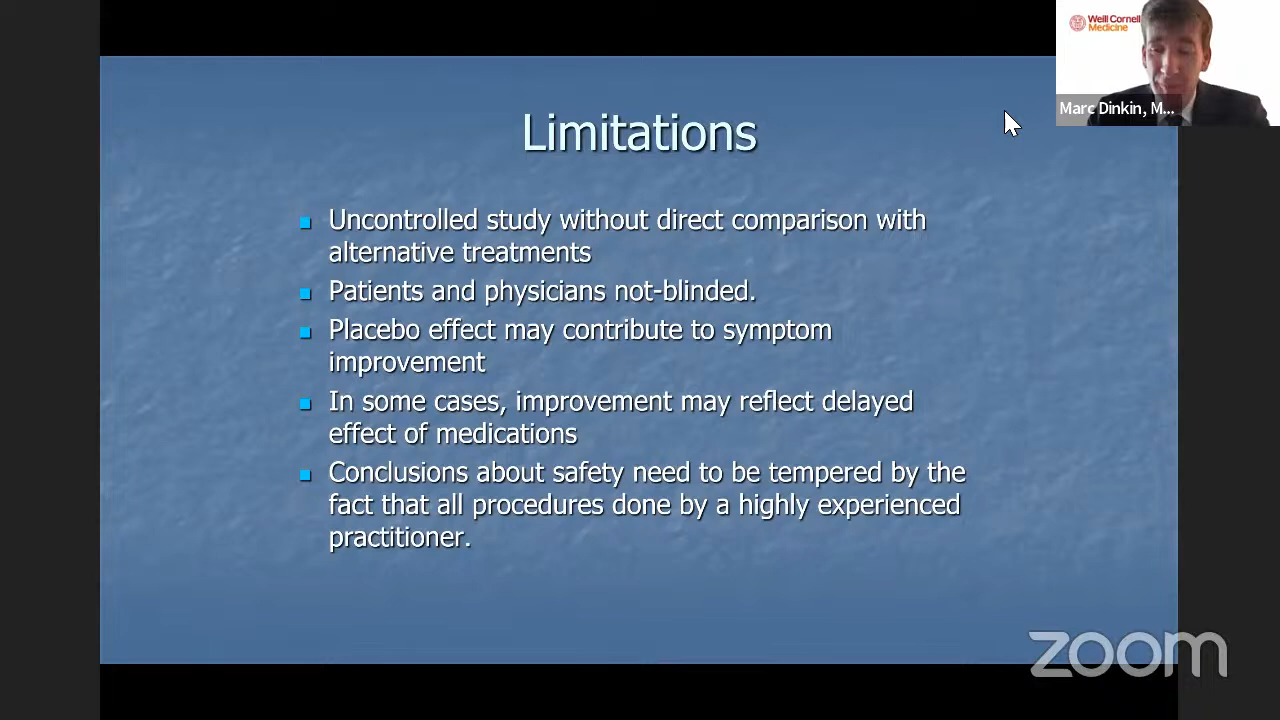 Weill Cornell
Medicine
Marc Dinkin, M...
Limitations
Uncontrolled study without direct comparison with
alternative treatments
Patients and physicians not-blinded.
Placebo effect may contribute to symptom
improvement
In some cases, improvement may reflect delayed
effect of medications
Conclusions about safety need to be tempered by the
fact that all procedures done by a highly experienced
practitioner.
zoom